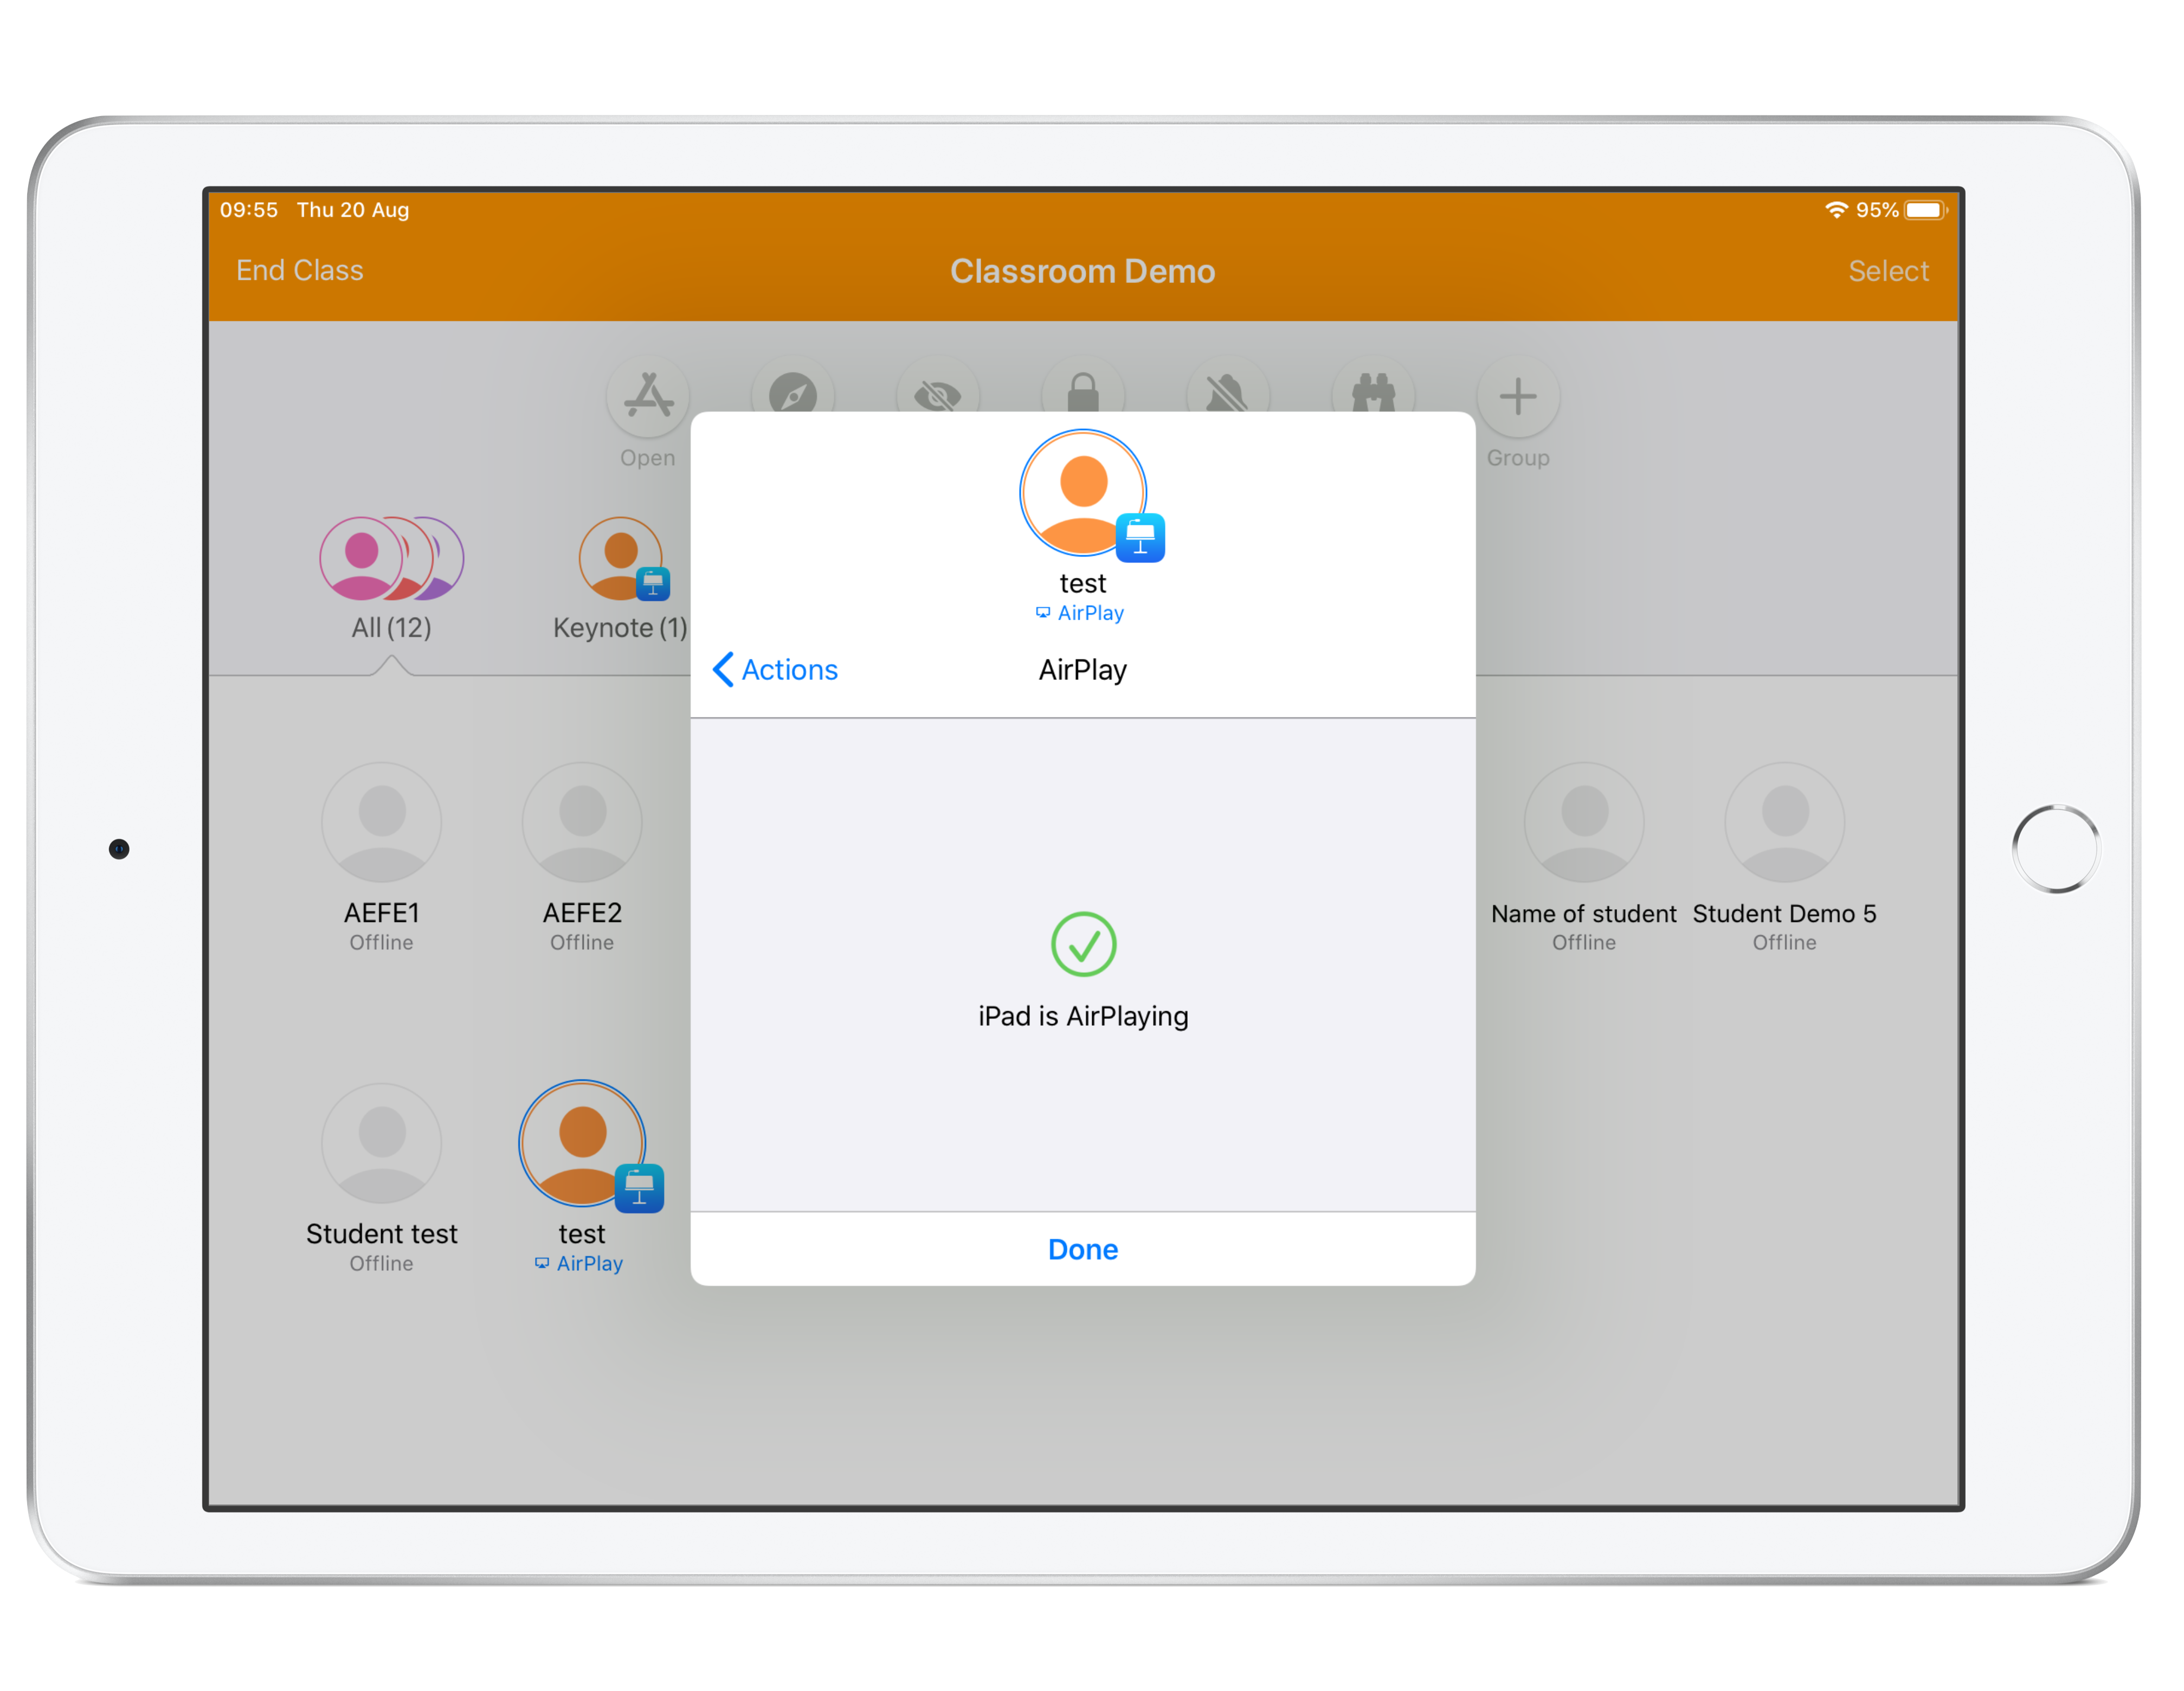 09:55 Thu 20 Aug
95%
End Class
Classroom Demo
Select
Open
Group
All (12)
Keynote (1)
test
AirPlay
Actions
AirPlay
AEFE1
Offline
AEFE2
Offline
Name of student
Offline
Student Demo 5
Offline
iPad is AirPlaying
Student test
Offline
test
AirPlay
Done